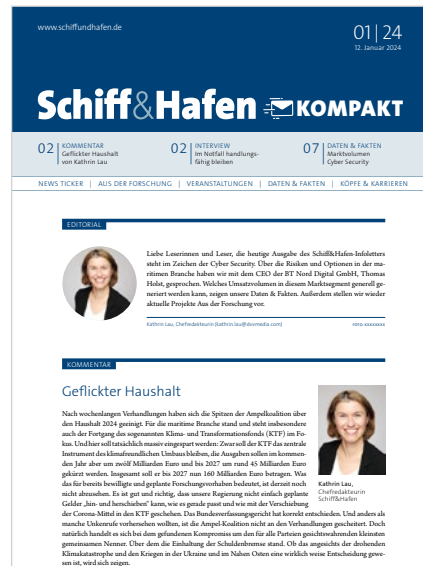 www.schiffundhafen.de
01 | 24
12. Januar 2024
Schiff&Hafen KOMPAKT
02 | KOMMENTAR
Geflickter Haushalt
von Kathrin Lau
02 | INTERVIEW
Im Notfall handlungs-
fähig bleiben
07 | DATEN & FAKTEN
Marktvolumen
Cyber Security
NEWS TICKER | AUS DER FORSCHUNG | VERANSTALTUNGEN | DATEN & FAKTEN | KÖPFE & KARRIEREN
EDITORIAL
Liebe Leserinnen und Leser, die heutige Ausgabe des Schiff&Hafen-Infoletters
steht im Zeichen der Cyber Security. Über die Risiken und Optionen in der ma-
ritimen Branche haben wir mit dem CEO der BT Nord Digital GmbH, Thomas
Holst, gesprochen. Welches Umsatzvolumen in diesem Marktsegment generell ge-
neriert werden kann, zeigen unsere Daten & Fakten. Außerdem stellen wir wieder
aktuelle Projekte Aus der Forschung vor.
Kathrin Lau, Chefredakteurin (kathrin.lau@dvvmedia.com)
KOMMENTAR
Geflickter Haushalt
Nach wochenlangen Verhandlungen haben sich die Spitzen der Ampelkoalition über
den Haushalt 2024 geeinigt. Für die maritime Branche stand und steht insbesondere
auch der Fortgang des sogenannten Klima- und Transformationsfonds (KTF) im Fo-
kus. Und hier soll tatsächlich massiv eingespart werden: Zwar soll der KTF das zentrale
Instrument des klimafreundlichen Umbaus bleiben, die Ausgaben sollen im kommen-
den Jahr aber um zwölf Milliarden Euro und bis 2027 um rund 45 Milliarden Euro
gekürzt werden. Insgesamt soll er bis 2027 nun 160 Milliarden Euro betragen. Was
das für bereits bewilligte und geplante Forschungsvorhaben bedeutet, ist derzeit noch
nicht abzusehen. Es ist gut und richtig, dass unsere Regierung nicht einfach geplante
Gelder „hin- und herschieben" kann, wie es gerade passt und wie mit der Verschiebung
der Corona-Mittel in den KTF geschehen. Das Bundesverfassungsgericht hat korrekt entschieden. Und anders als
manche Unkenrufe vorhersehen wollten, ist die Ampel-Koalition nicht an den Verhandlungen gescheitert. Doch
natürlich handelt es sich bei dem gefundenen Kompromiss um den für alle Parteien gesichtswahrenden kleinsten
gemeinsamen Nenner. Über dem die Einhaltung der Schuldenbremse stand. Ob das angesichts der drohenden
Klimakatastrophe und den Kriegen in der Ukraine und im Nahen Osten eine wirklich weise Entscheidung gewe-
sen ist, wird sich zeigen.
Kathrin Lau,
Chefredakteurin
Schiff&Hafen